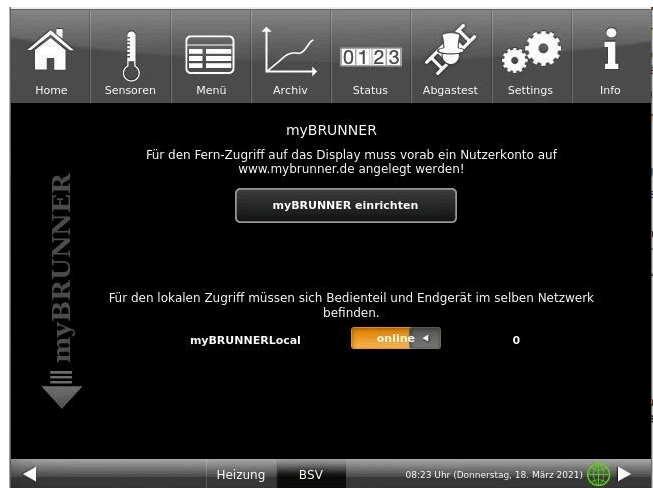 Home Sensoren Menü Archiv 0123 Status Abgastest Settings Info
myBRUNNER
Für den Fern-Zugriff auf das Display muss vorab ein Nutzerkonto auf
www.mybrunner.de angelegt werden!
myBRUNNER einrichten
myBRUNNER
Für den lokalen Zugriff müssen sich Bedienteil und Endgerät im selben Netzwerk
befinden.
myBRUNNERLocal online 0
Heizung BSV 08:23 Uhr (Donnerstag, 18. März 2021)